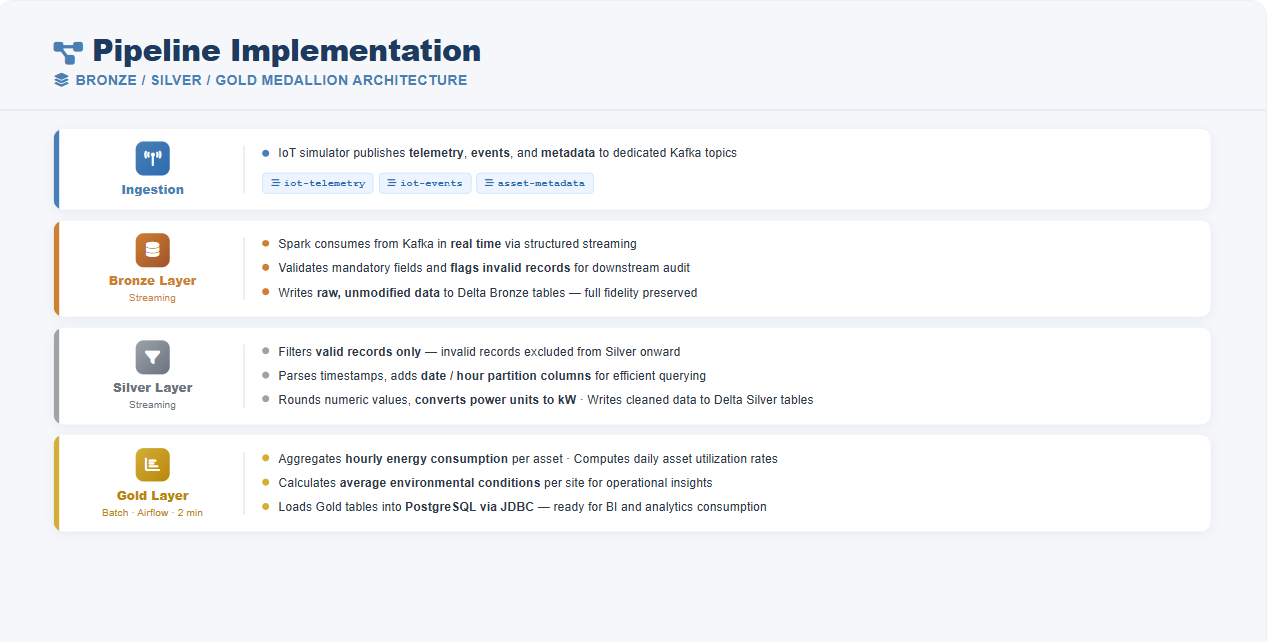 Pipeline Implementation
BRONZE / SILVER / GOLD MEDALLION ARCHITECTURE
Ingestion
IoT simulator publishes telemetry, events, and metadata to dedicated Kafka topics
iot-telemetry iot-events asset-metadata
Bronze Layer
Streaming
Spark consumes from Kafka in real time via structured streaming
Validates mandatory fields and flags invalid records for downstream audit
Writes raw, unmodified data to Delta Bronze tables — full fidelity preserved
Silver Layer
Streaming
Filters valid records only — invalid records excluded from Silver onward
Parses timestamps, adds date / hour partition columns for efficient querying
Rounds numeric values, converts power units to kW · Writes cleaned data to Delta Silver tables
Gold Layer
Batch · Airflow · 2 min
Aggregates hourly energy consumption per asset · Computes daily asset utilization rates
Calculates average environmental conditions per site for operational insights
Loads Gold tables into PostgreSQL via JDBC — ready for BI and analytics consumption